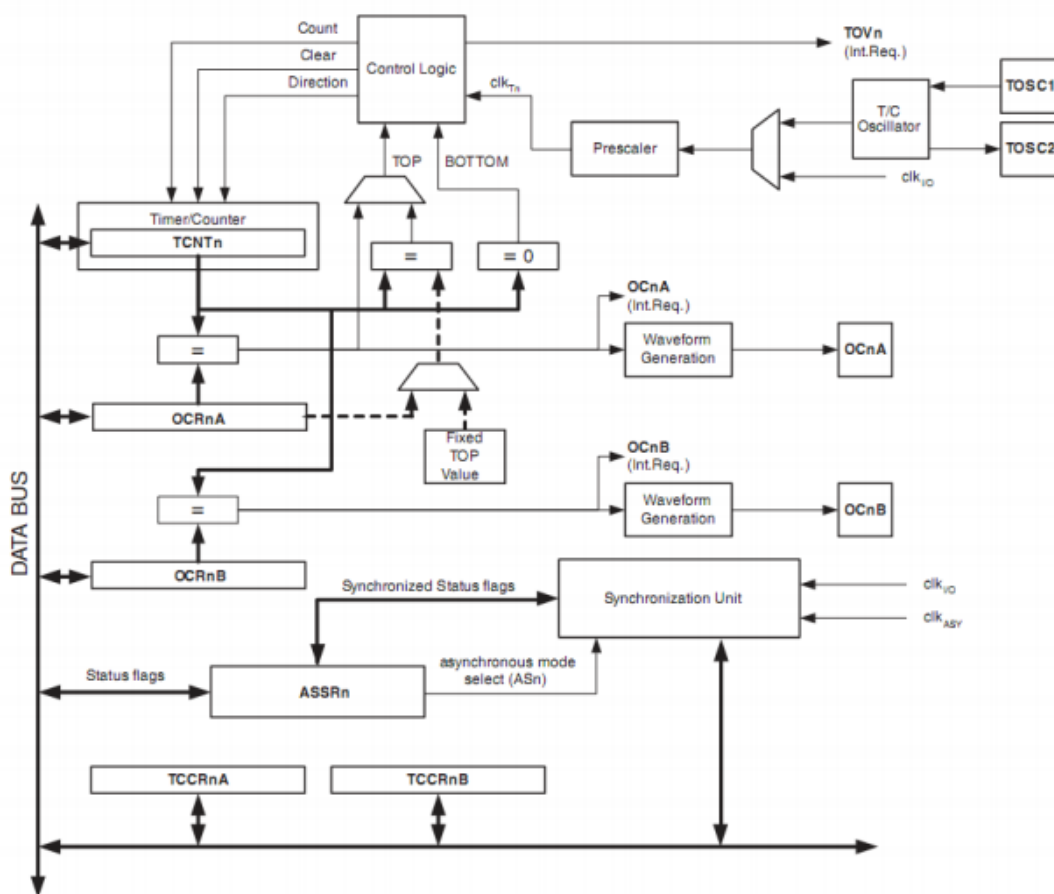 Count
Clear
Direction
Control Logic
clkTn
TOVn
(Int.Req.)
TOSC1
T/C
Oscillator
TOSC2
Prescaler
clkI/O
TOP
BOTTOM
Timer/Counter
TCNTn
=
= 0
OCnA
(Int.Req.)
=
Waveform
Generation
OCnA
OCRnA
Fixed
TOP
Value
OCnB
(Int.Req.)
=
Waveform
Generation
OCnB
OCRnB
DATA BUS
Synchronized Status flags
Synchronization Unit
clkI/O
clkASY
Status flags
ASSRn
asynchronous mode
select (ASn)
TCCRnA
TCCRnB